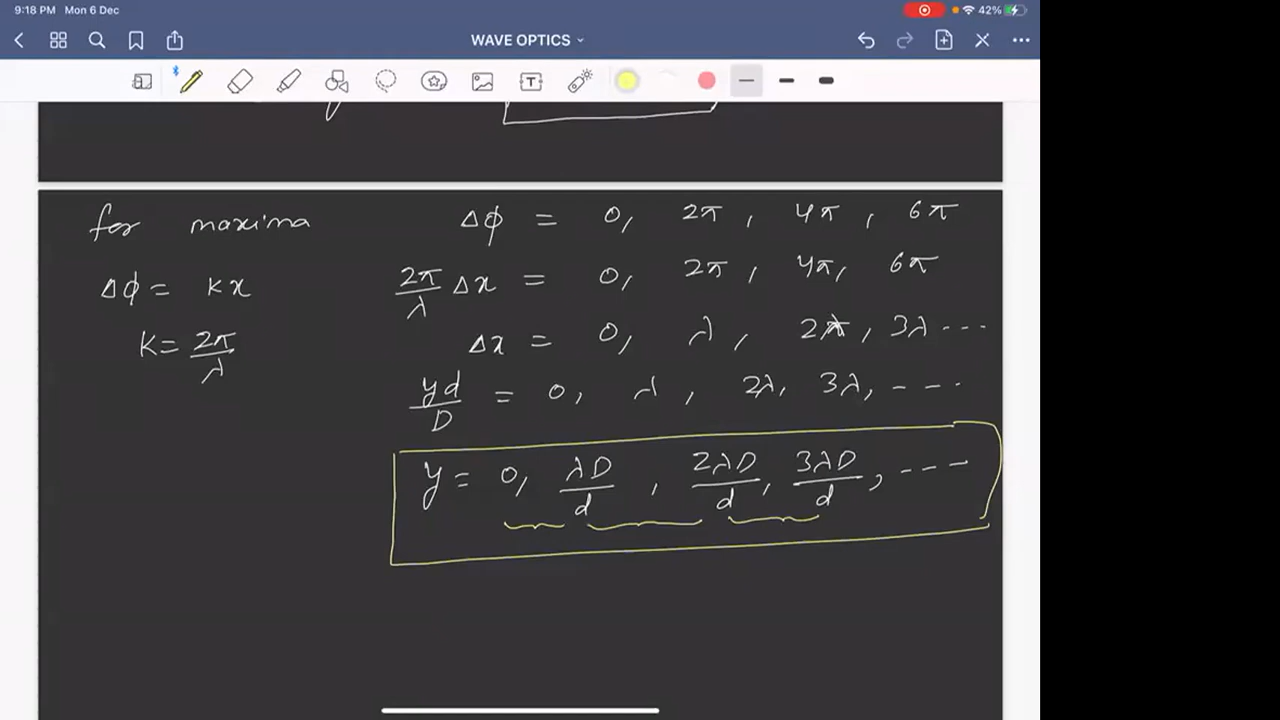 9:18 PM Mon 6 Dec
42%
WAVE OPTICS
T
for maxima
Δϕ = 0, 2π, 4π, 6π
Δϕ = kx
2π/λ Δx = 0, 2π, 4π, 6π
K = 2π/λ
Δx = 0, λ, 2λ, 3λ ---
yd/D = 0, λ, 2λ, 3λ, ----
y = 0, λD/d, 2λD/d, 3λD/d, ---